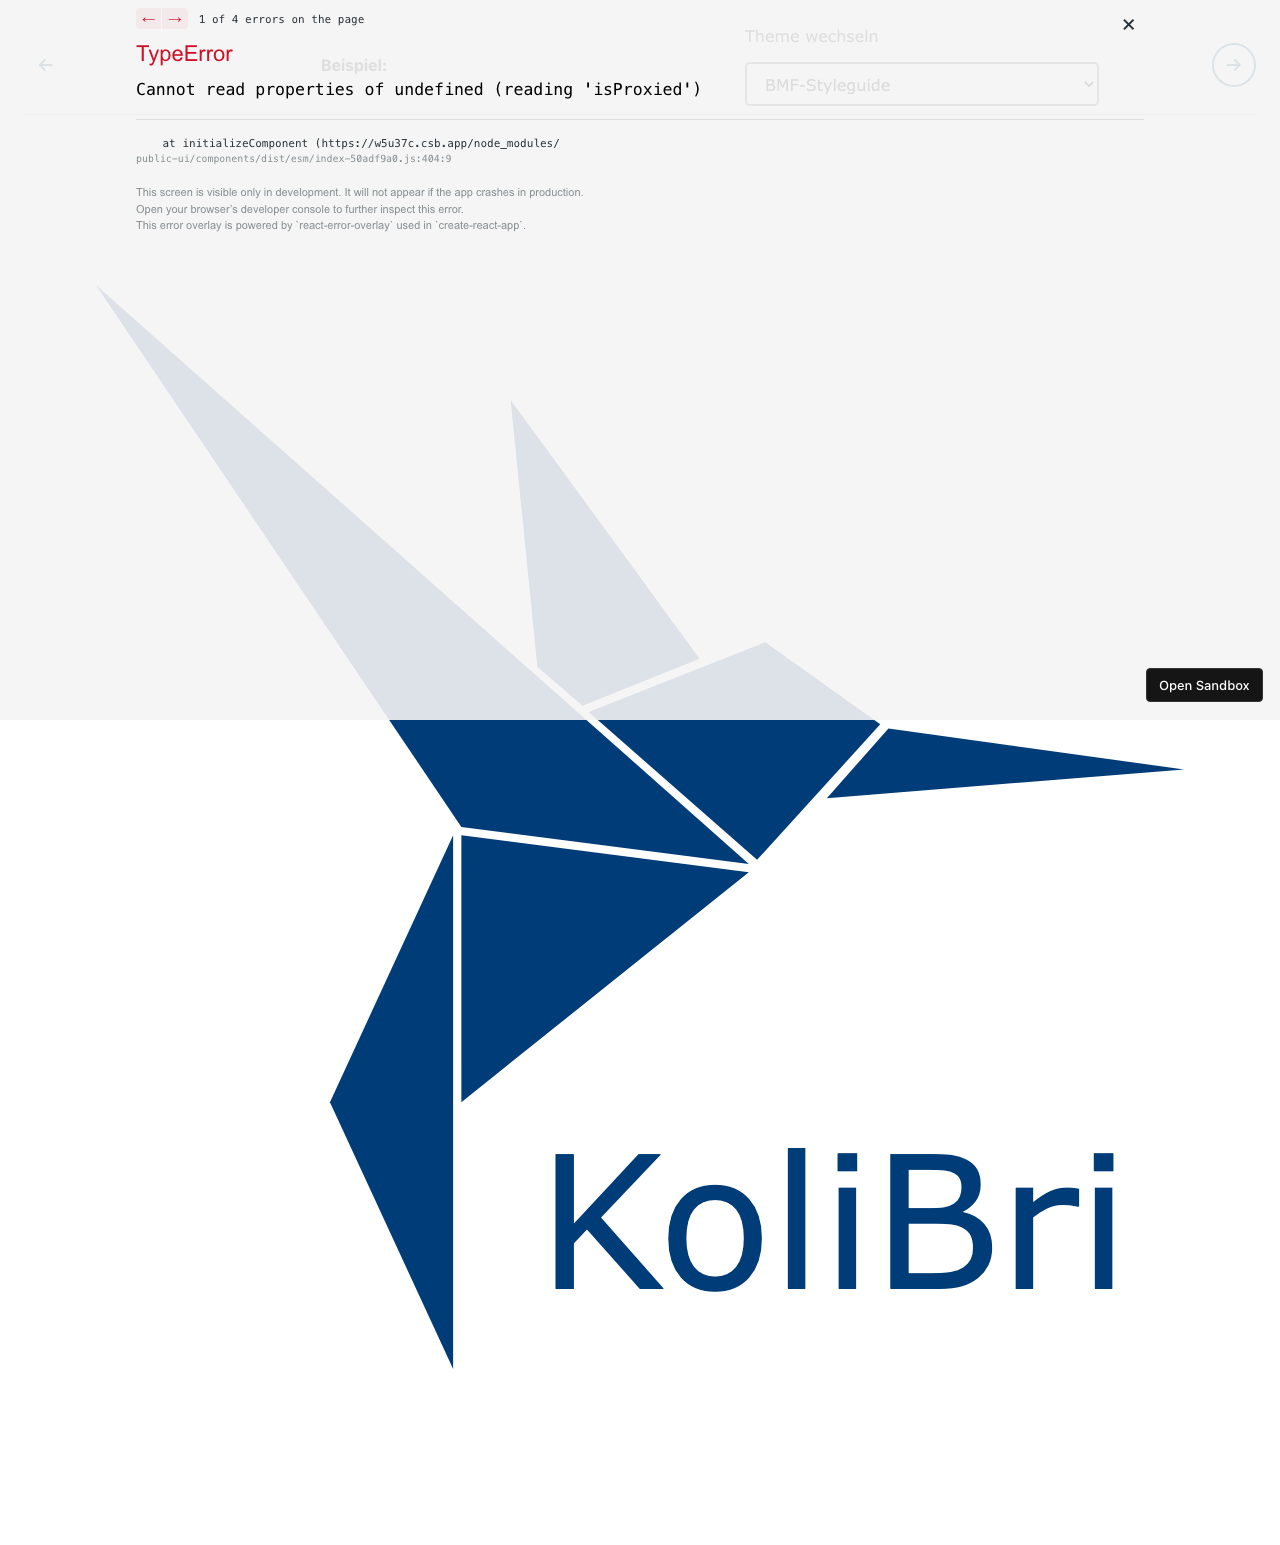 ← → 1 of 4 errors on the page
TypeError
Cannot read properties of undefined (reading 'isProxied')
Theme wechseln
Beispiel:
BMF-Styleguide
at initializeComponent (https://w5u37c.csb.app/node_modules/
public-ui/components/dist/esm/index-50adf9a0.js:404:9
This screen is visible only in development. It will not appear if the app crashes in production.
Open your browser’s developer console to further inspect this error.
This error overlay is powered by `react-error-overlay` used in `create-react-app`.
Open Sandbox
KoliBri